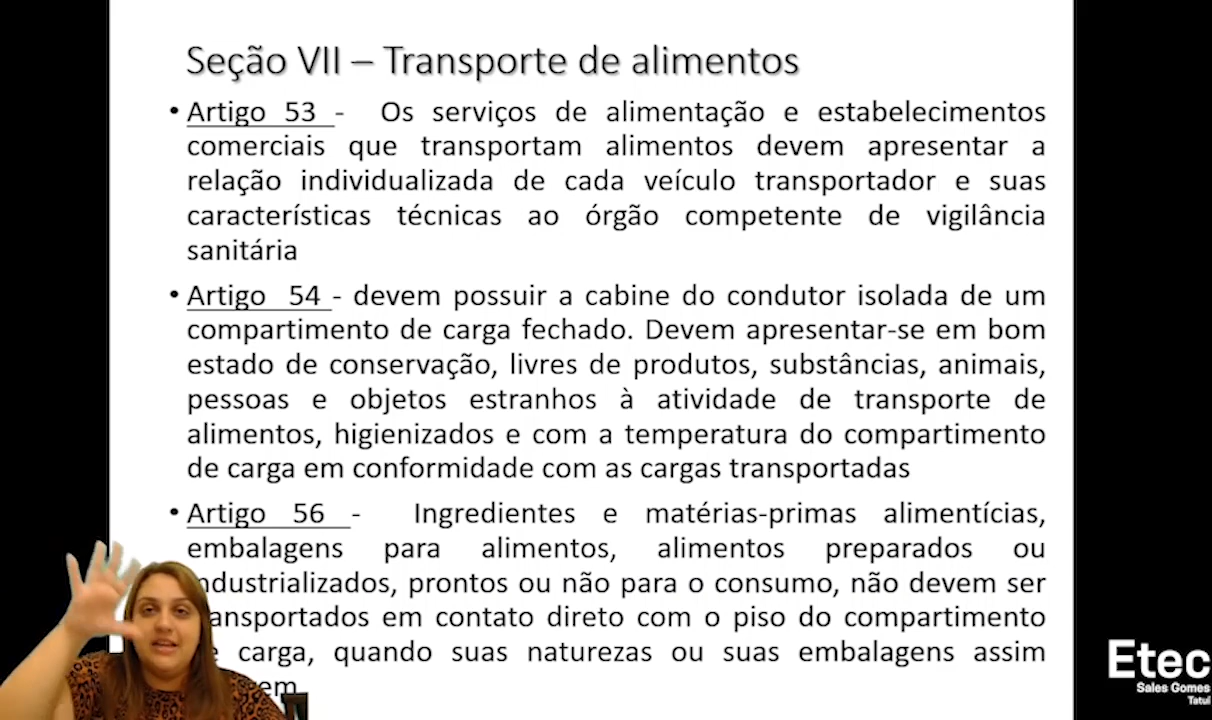 Seção VII – Transporte de alimentos
• Artigo 53 - Os serviços de alimentação e estabelecimentos
comerciais que transportam alimentos devem apresentar a
relação individualizada de cada veículo transportador e suas
características técnicas ao órgão competente de vigilância
sanitária
• Artigo 54 - devem possuir a cabine do condutor isolada de um
compartimento de carga fechado. Devem apresentar-se em bom
estado de conservação, livres de produtos, substâncias, animais,
pessoas e objetos estranhos à atividade de transporte de
alimentos, higienizados e com a temperatura do compartimento
de carga em conformidade com as cargas transportadas
• Artigo 56 - Ingredientes e matérias-primas alimentícias,
embalagens para alimentos, alimentos preparados ou
ndustrializados, prontos ou não para o consumo, não devem ser
ansportados em contato direto com o piso do compartimento
carga, quando suas naturezas ou suas embalagens assim
Etec
Sales Gomes
Tatuí